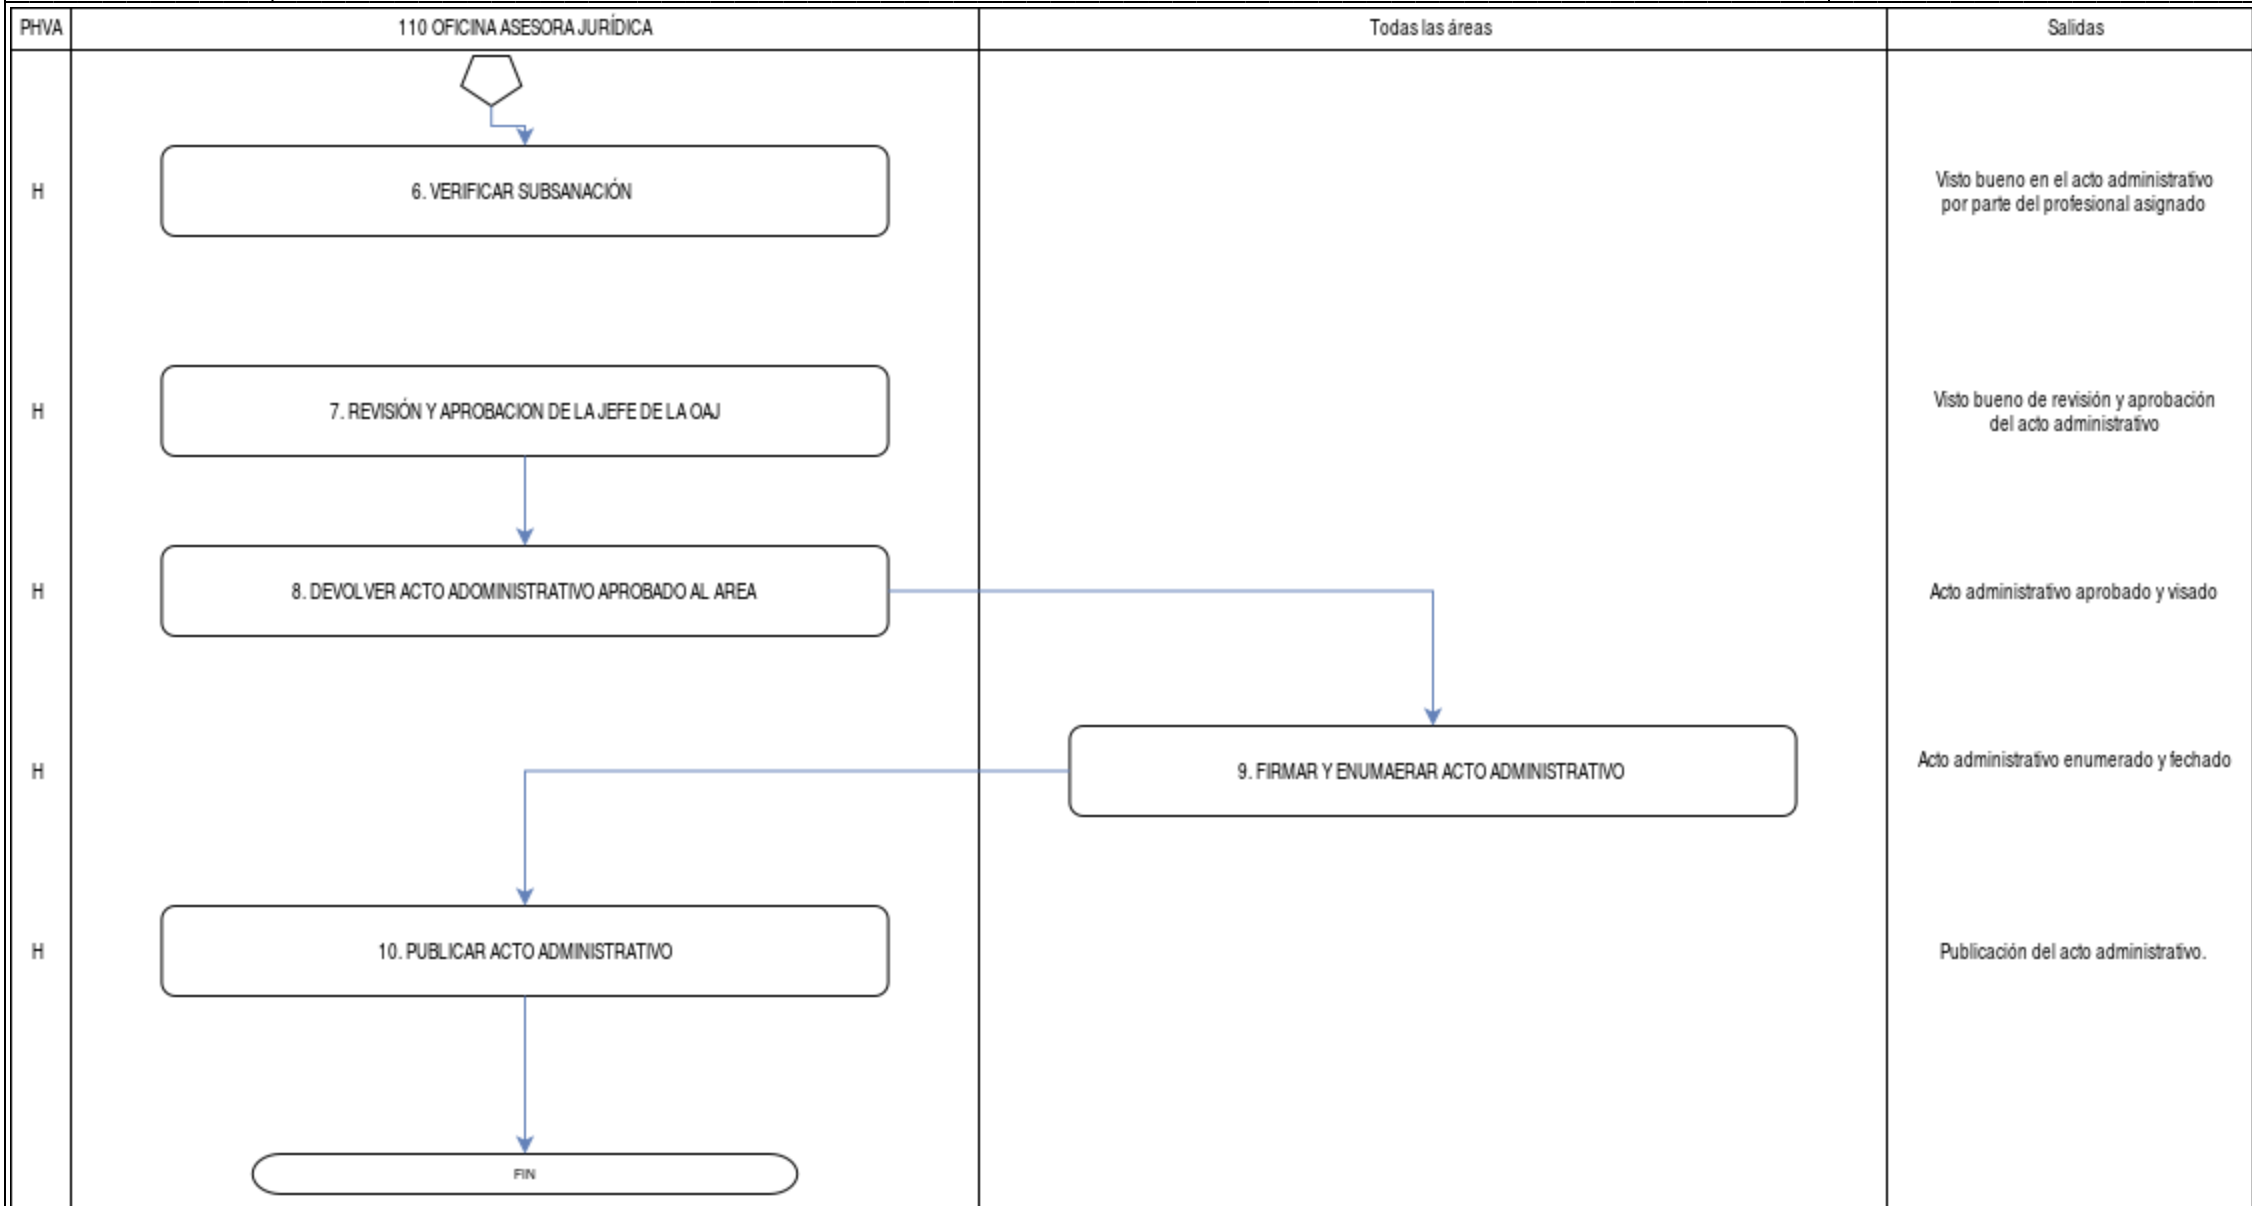 PHVA
110 OFICINA ASESORA JURÍDICA
Todas las áreas
Salidas
H
6. VERIFICAR SUBSANACIÓN
Visto bueno en el acto administrativo
por parte del profesional asignado
H
7. REVISIÓN Y APROBACION DE LA JEFE DE LA OAJ
Visto bueno de revisión y aprobación
del acto administrativo
H
8. DEVOLVER ACTO ADOMINISTRATIVO APROBADO AL AREA
Acto administrativo aprobado y visado
H
9. FIRMAR Y ENUMAERAR ACTO ADMINISTRATIVO
Acto administrativo enumerado y fechado
H
10. PUBLICAR ACTO ADMINISTRATIVO
Publicación del acto administrativo.
FIN